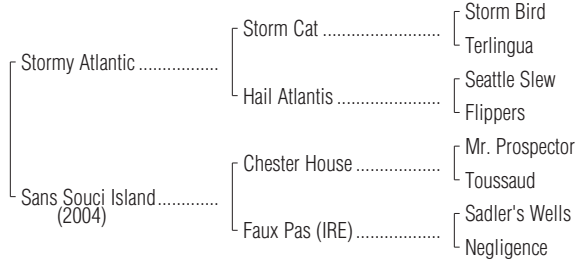 Storm Bird
Storm Cat ........................
Terlingua
Stormy Atlantic .................
Seattle Slew
Hail Atlantis .....................
Flippers
Mr. Prospector
Chester House .................
Toussaud
Sans Souci Island.............
(2004)
Sadler's Wells
Faux Pas (IRE) .................
Negligence